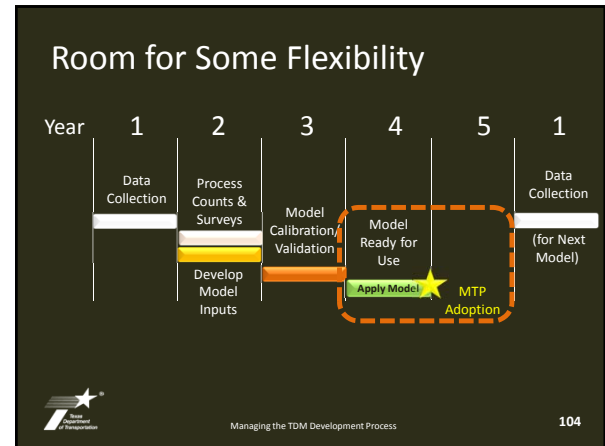 Room for Some Flexibility
Year 1 2 3 4 5 1
Data
Collection
Process
Counts &
Surveys
Develop
Model
Inputs
Model
Calibration/
Validation
Model
Ready for
Use
Apply Model
MTP
Adoption
Data
Collection
(for Next
Model)
Texas
Department
of Transportation
®
Managing the TDM Development Process
104